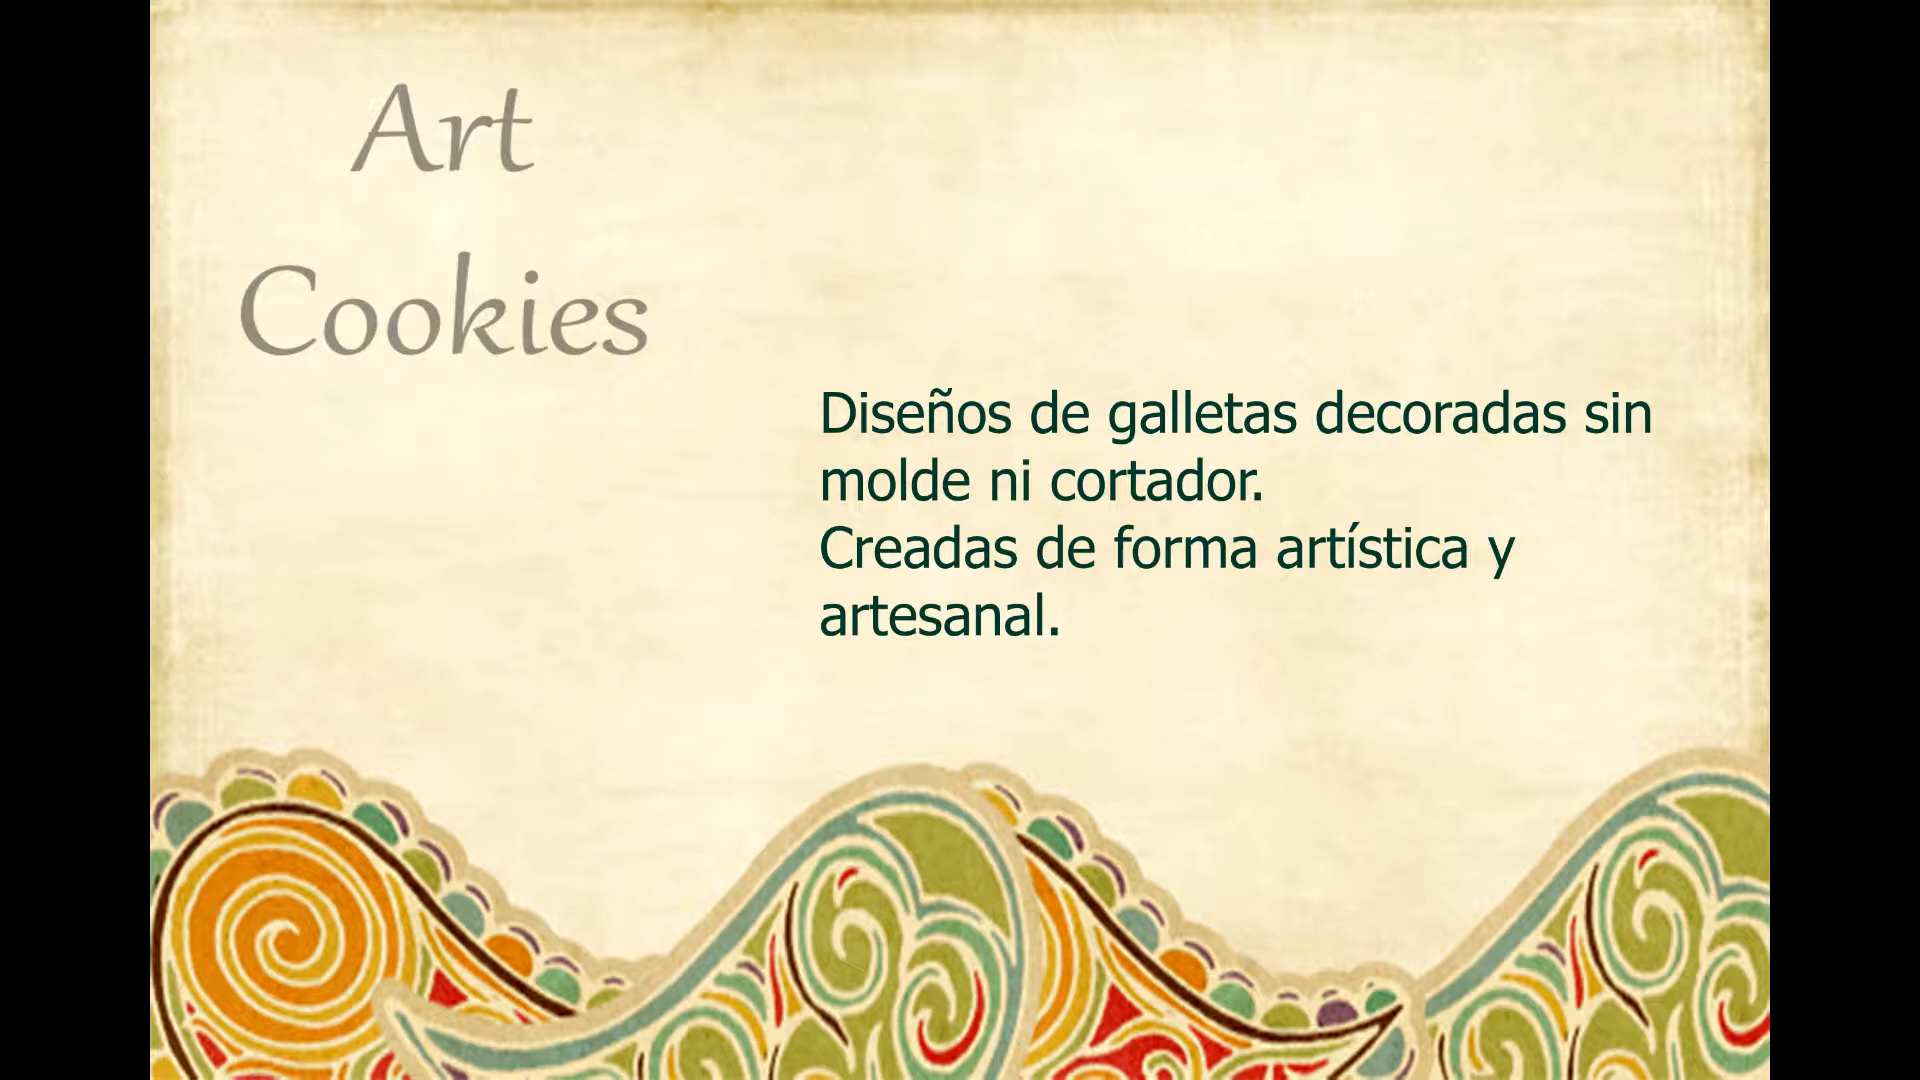 Art
Cookies
Diseños de galletas decoradas sin
molde ni cortador.
Creadas de forma artística y
artesanal.